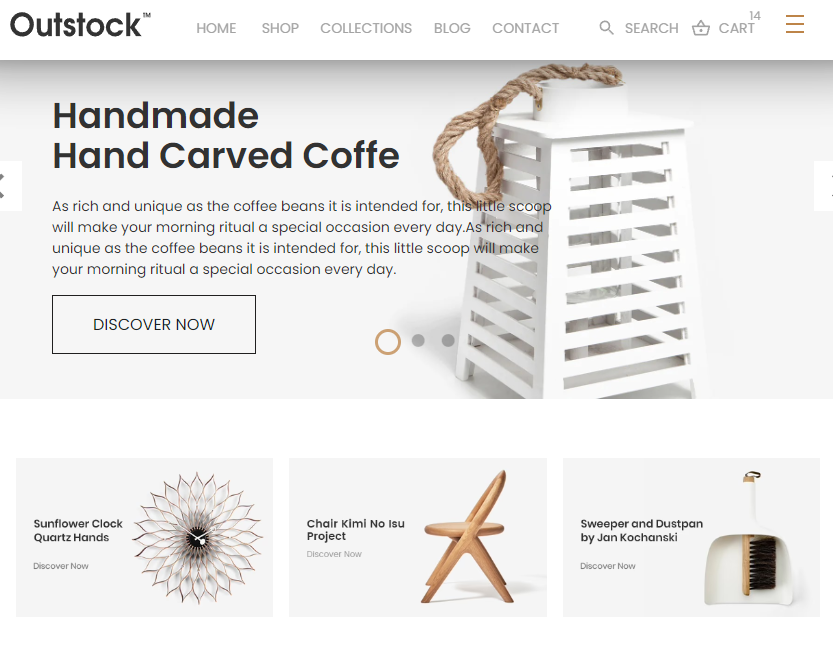 Outstock™
HOME SHOP COLLECTIONS BLOG CONTACT SEARCH CART 14
Handmade
Hand Carved Coffe
As rich and unique as the coffee beans it is intended for, this little scoop
will make your morning ritual a special occasion every day.As rich and
unique as the coffee beans it is intended for, this little scoop will make
your morning ritual a special occasion every day.
DISCOVER NOW
Sunflower Clock
Quartz Hands
Discover Now
Chair Kimi No Isu
Project
Discover Now
Sweeper and Dustpan
by Jan Kochanski
Discover Now